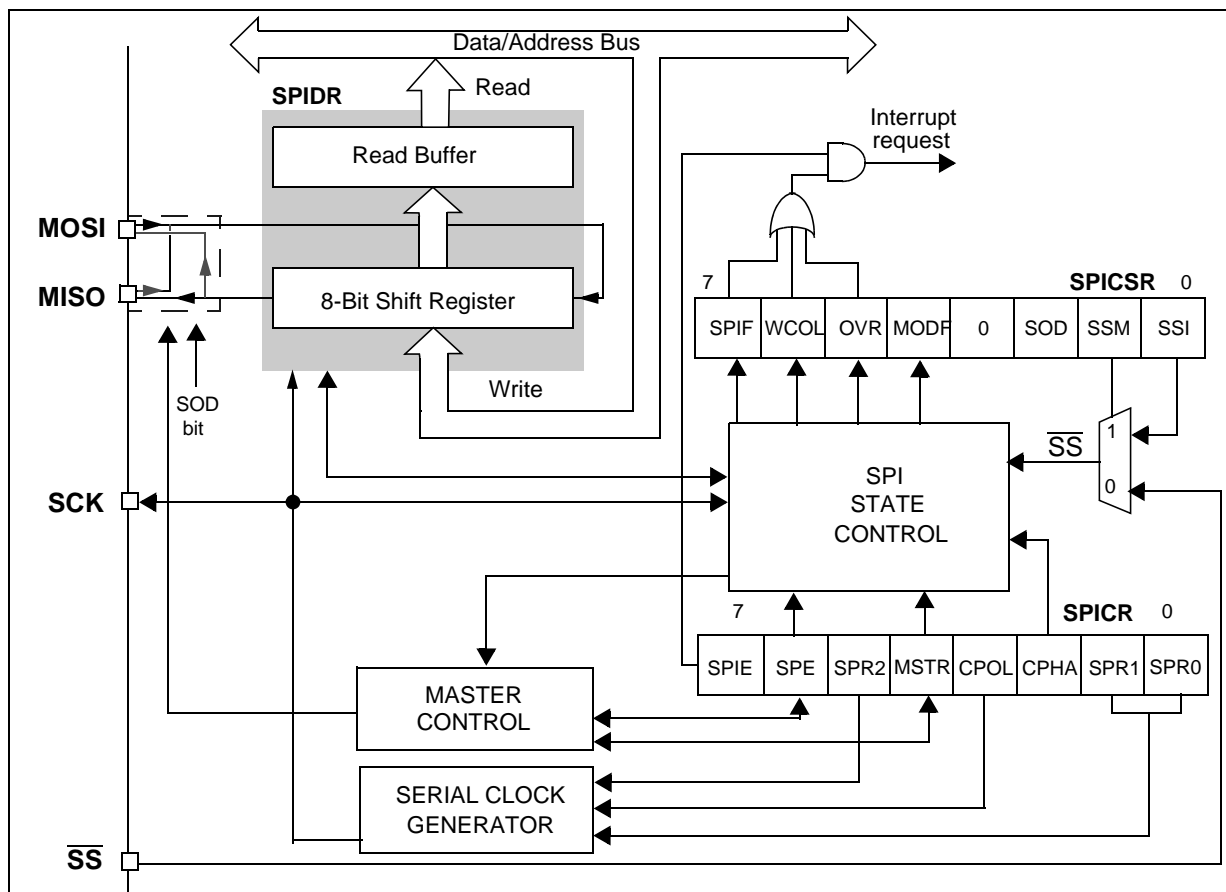 Data/Address Bus
SPIDR
Read
Read Buffer
Interrupt
request
MOSI
MISO
8-Bit Shift Register
7
SPICSR
0
SPIF
WCOL
OVR
MODF
0
SOD
SSM
SSI
Write
SOD
bit
1
SS
0
SCK
SPI
STATE
CONTROL
7
SPICR
0
SPIE
SPE
SPR2
MSTR
CPOL
CPHA
SPR1
SPR0
MASTER
CONTROL
SERIAL CLOCK
GENERATOR
SS